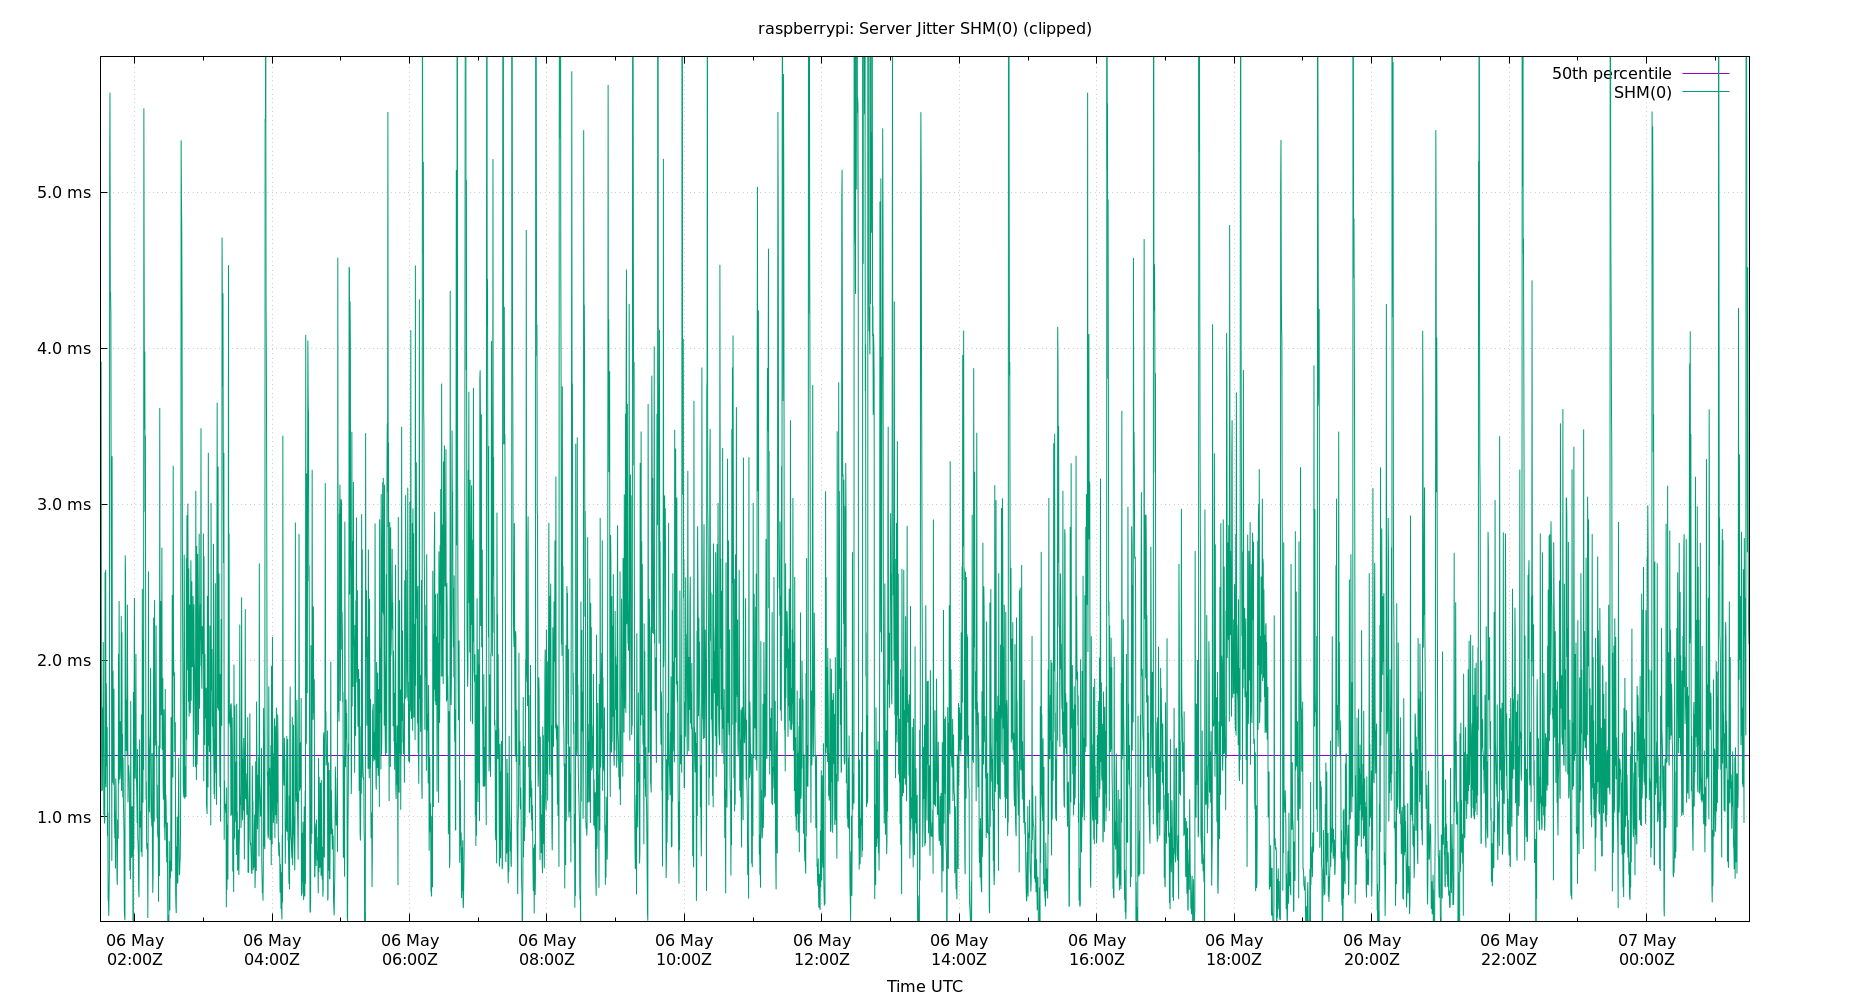 raspberrypi: Server Jitter SHM(0) (clipped)
50th percentile
SHM(0)
5.0 ms
4.0 ms
3.0 ms
2.0 ms
1.0 ms
06 May 06 May 06 May 06 May 06 May 06 May 06 May 06 May 06 May 06 May 06 May 07 May
02:00Z 04:00Z 06:00Z 08:00Z 10:00Z 12:00Z 14:00Z 16:00Z 18:00Z 20:00Z 22:00Z 00:00Z
Time UTC